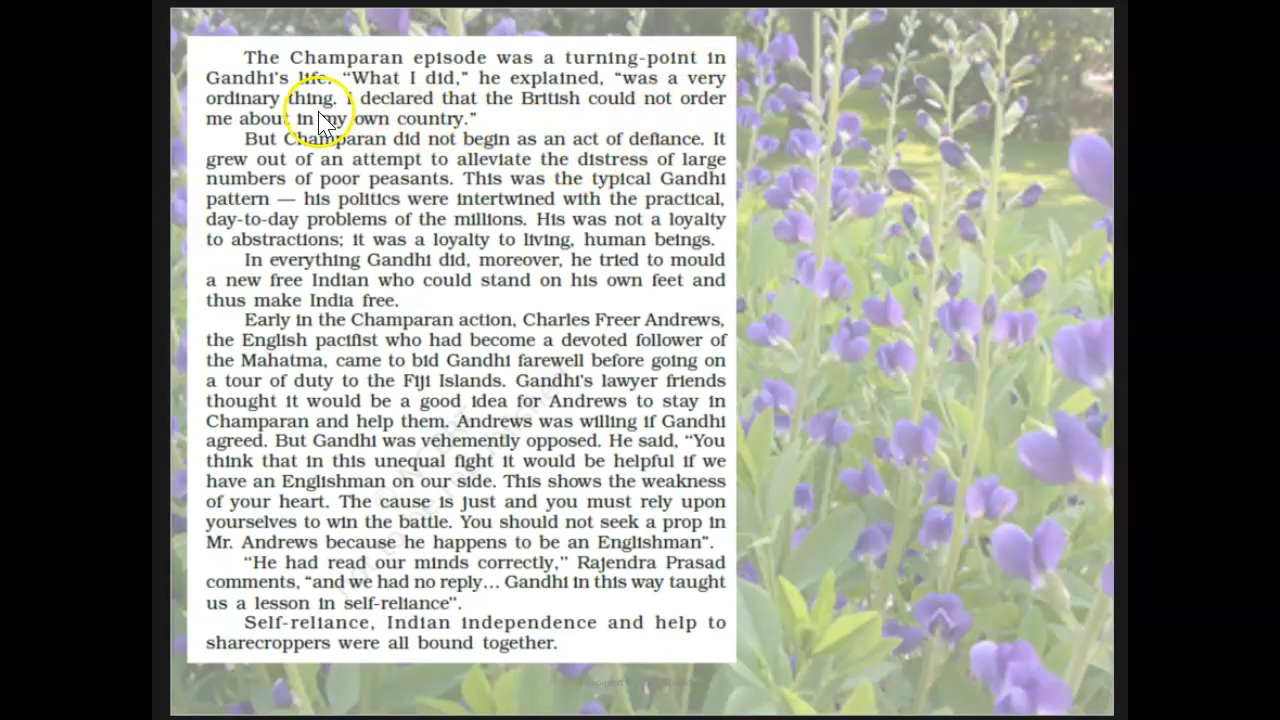 The Champaran episode was a turning-point in
Gandhi's life. “What I did,” he explained, “was a very
ordinary thing. I declared that the British could not order
me about in my own country.”
But Champaran did not begin as an act of defiance. It
grew out of an attempt to alleviate the distress of large
numbers of poor peasants. This was the typical Gandhi
pattern — his politics were intertwined with the practical,
day-to-day problems of the millions. His was not a loyalty
to abstractions; it was a loyalty to living, human beings.
In everything Gandhi did, moreover, he tried to mould
a new free Indian who could stand on his own feet and
thus make India free.
Early in the Champaran action, Charles Freer Andrews,
the English pacifist who had become a devoted follower of
the Mahatma, came to bid Gandhi farewell before going on
a tour of duty to the Fiji Islands. Gandhi's lawyer friends
thought it would be a good idea for Andrews to stay in
Champaran and help them. Andrews was willing if Gandhi
agreed. But Gandhi was vehemently opposed. He said, “You
think that in this unequal fight it would be helpful if we
have an Englishman on our side. This shows the weakness
of your heart. The cause is just and you must rely upon
yourselves to win the battle. You should not seek a prop in
Mr. Andrews because he happens to be an Englishman”.
“He had read our minds correctly,” Rajendra Prasad
comments, “and we had no reply... Gandhi in this way taught
us a lesson in self-reliance”.
Self-reliance, Indian independence and help to
sharecroppers were all bound together.